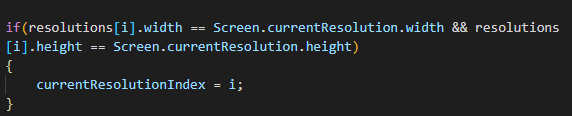 if(resolutions[i].width == Screen.currentResolution.width && resolutions
[i].height == Screen.currentResolution.height)
{
    currentResolutionIndex = i;
}